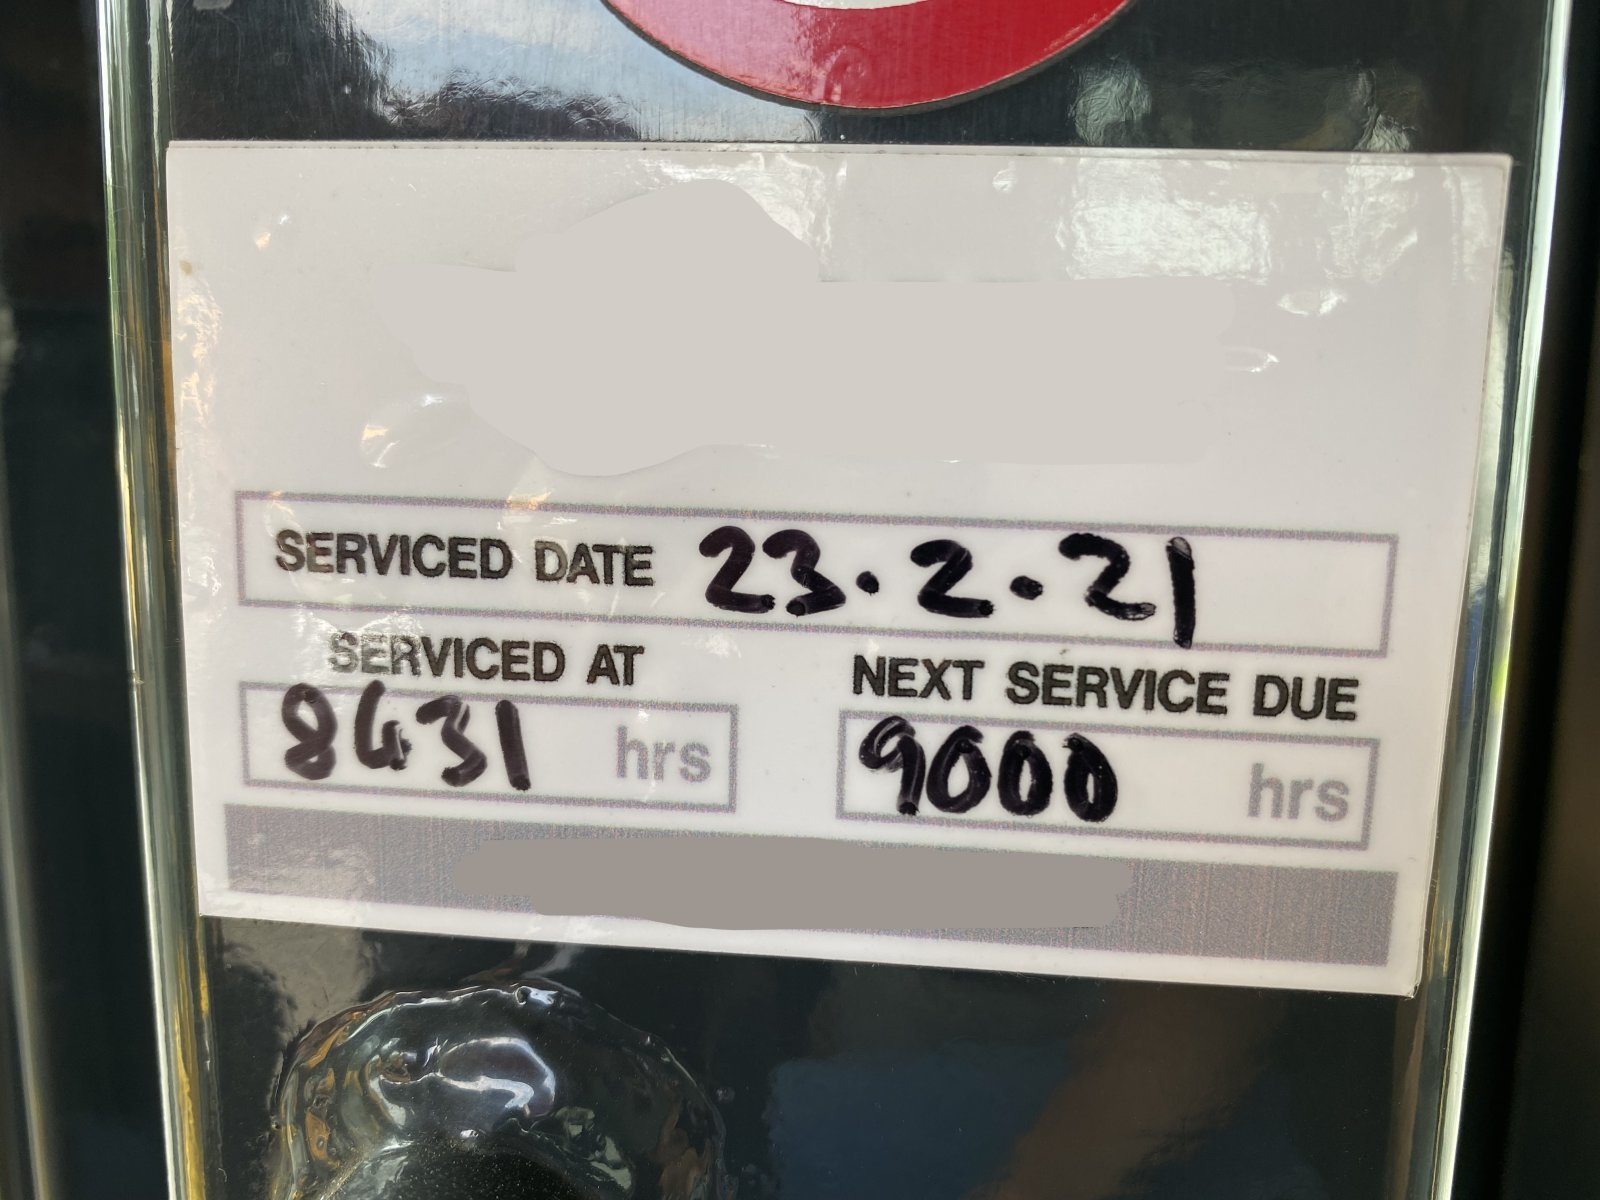 SERVICED DATE 23.2.21
SERVICED AT
8431 hrs
NEXT SERVICE DUE
9000 hrs